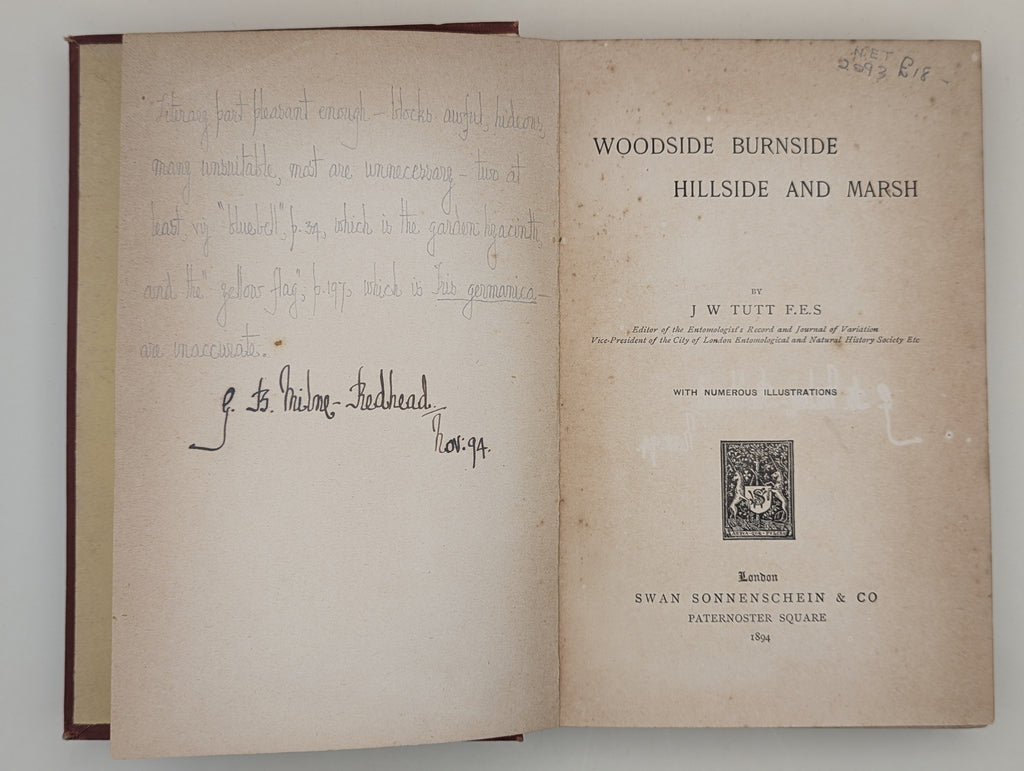 Literary part pleasant enough – blocks awful, hideous,
many unsuitable, most are unnecessary – two at
least, viz "bluebell", p. 34, which is the garden hyacinth,
and the "yellow flag", p. 197, which is Iris germanica –
are inaccurate.
G. B. Milne-Redhead.
Nov: 94.
NET
2093 £18 –
WOODSIDE BURNSIDE
HILLSIDE AND MARSH
BY
J W TUTT F.E.S
Editor of the Entomologist's Record and Journal of Variation
Vice-President of the City of London Entomological and Natural History Society Etc
WITH NUMEROUS ILLUSTRATIONS
London
SWAN SONNENSCHEIN & CO
PATERNOSTER SQUARE
1894